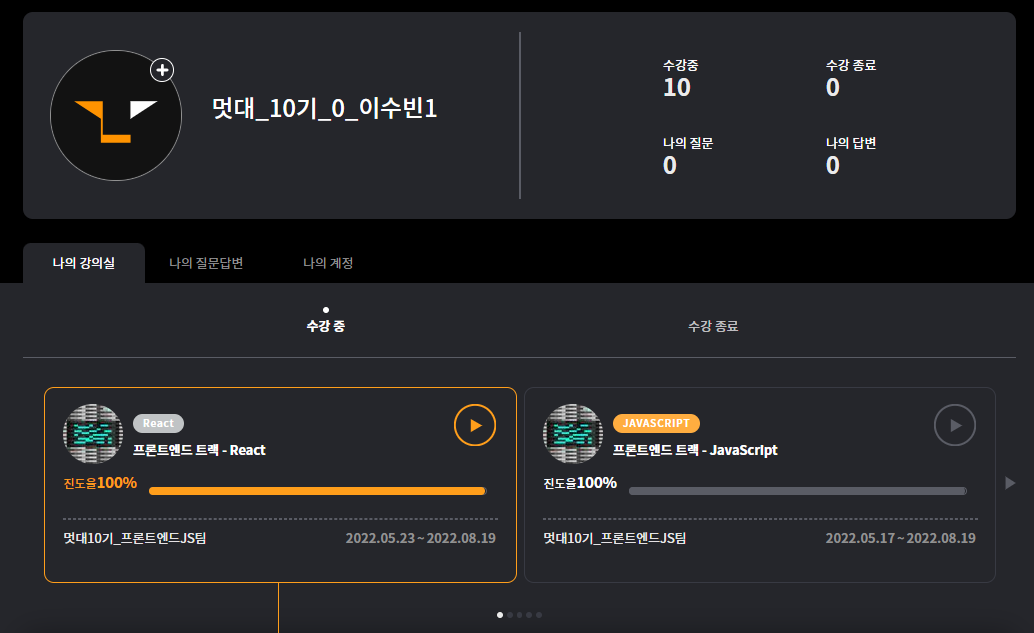 멋대_10기_0_이수빈1
수강중
10
수강 종료
0
나의 질문
0
나의 답변
0
나의 강의실
나의 질문답변
나의 계정
수강 중
수강 종료
React
프론트엔드 트랙 - React
진도율100%
멋대10기_프론트엔드JS팀
2022.05.23 ~ 2022.08.19
JAVASCRIPT
프론트엔드 트랙 - JavaScript
진도율100%
멋대10기_프론트엔드JS팀
2022.05.17 ~ 2022.08.19